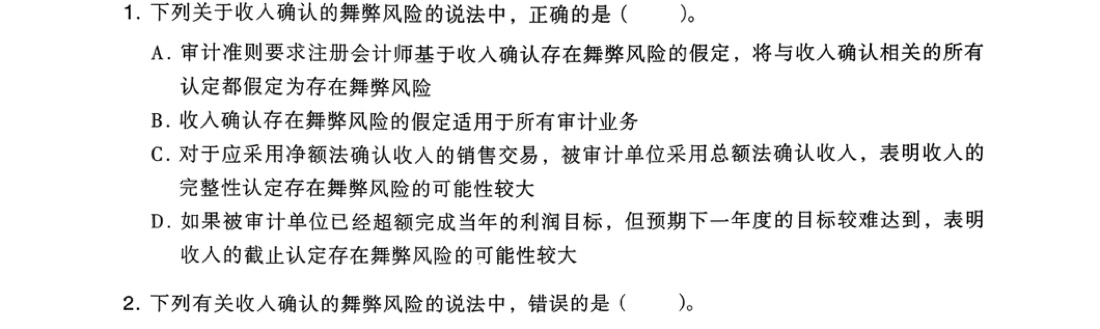 1. 下列关于收入确认的舞弊风险的说法中，正确的是（　　）。
A. 审计准则要求注册会计师基于收入确认存在舞弊风险的假定，将与收入确认相关的所有
认定都假定为存在舞弊风险
B. 收入确认存在舞弊风险的假定适用于所有审计业务
C. 对于应采用净额法确认收入的销售交易，被审计单位采用总额法确认收入，表明收入的
完整性认定存在舞弊风险的可能性较大
D. 如果被审计单位已经超额完成当年的利润目标，但预期下一年度的目标较难达到，表明
收入的截止认定存在舞弊风险的可能性较大
2. 下列有关收入确认的舞弊风险的说法中，错误的是（　　）。